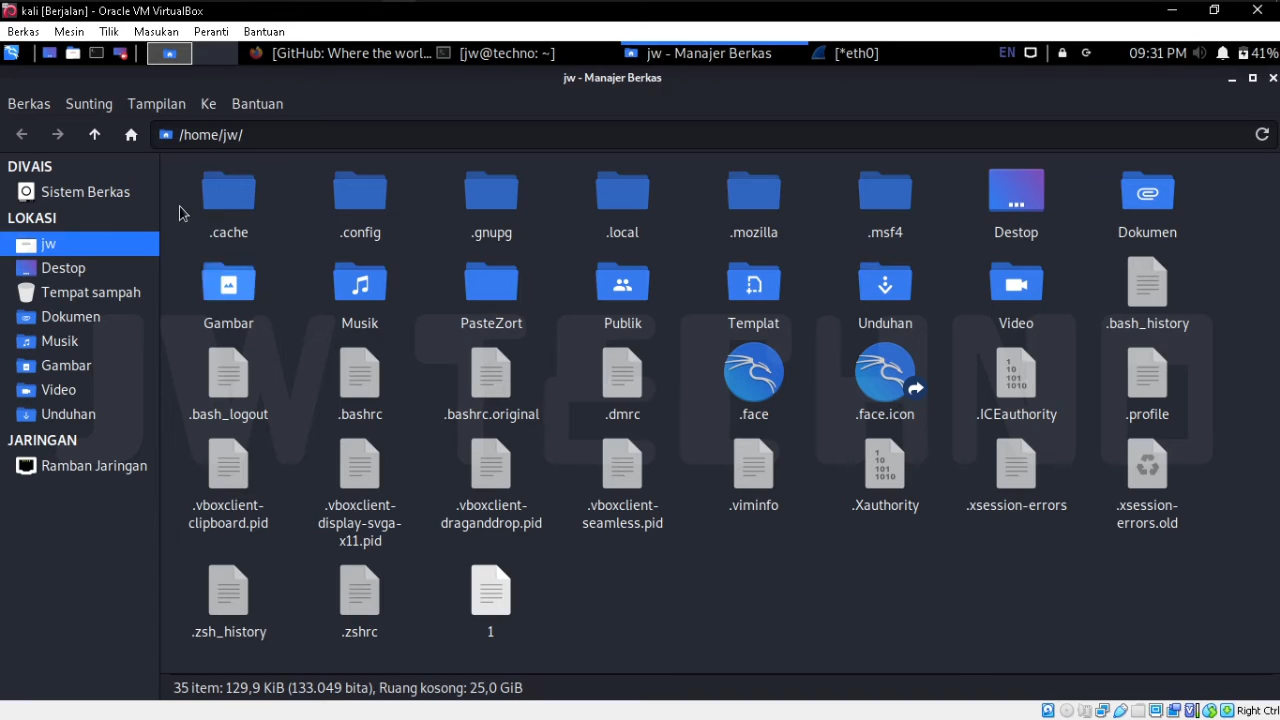 kali [Berjalan] - Oracle VM VirtualBox
Berkas Mesin Tilik Masukan Peranti Bantuan
[GitHub: Where the worl... [jw@techno: ~] jw - Manajer Berkas [*eth0] EN 09:31 PM 41%
jw - Manajer Berkas
Berkas Sunting Tampilan Ke Bantuan
/home/jw/
DIVAIS
Sistem Berkas
LOKASI
jw
Destop
Tempat sampah
Dokumen
Musik
Gambar
Video
Unduhan
JARINGAN
Ramban Jaringan
.cache .config .gnupg .local .mozilla .msf4 Destop Dokumen
Gambar Musik PasteZort Publik Templat Unduhan Video .bash_history
.bash_logout .bashrc .bashrc.original .dmrc .face .face.icon .ICEauthority .profile
.vboxclient-clipboard.pid .vboxclient-display-svga-x11.pid .vboxclient-draganddrop.pid .vboxclient-seamless.pid .viminfo .Xauthority .xsession-errors .xsession-errors.old
.zsh_history .zshrc 1
JW TECHNO
35 item: 129,9 KiB (133.049 bita), Ruang kosong: 25,0 GiB
Right Ctrl